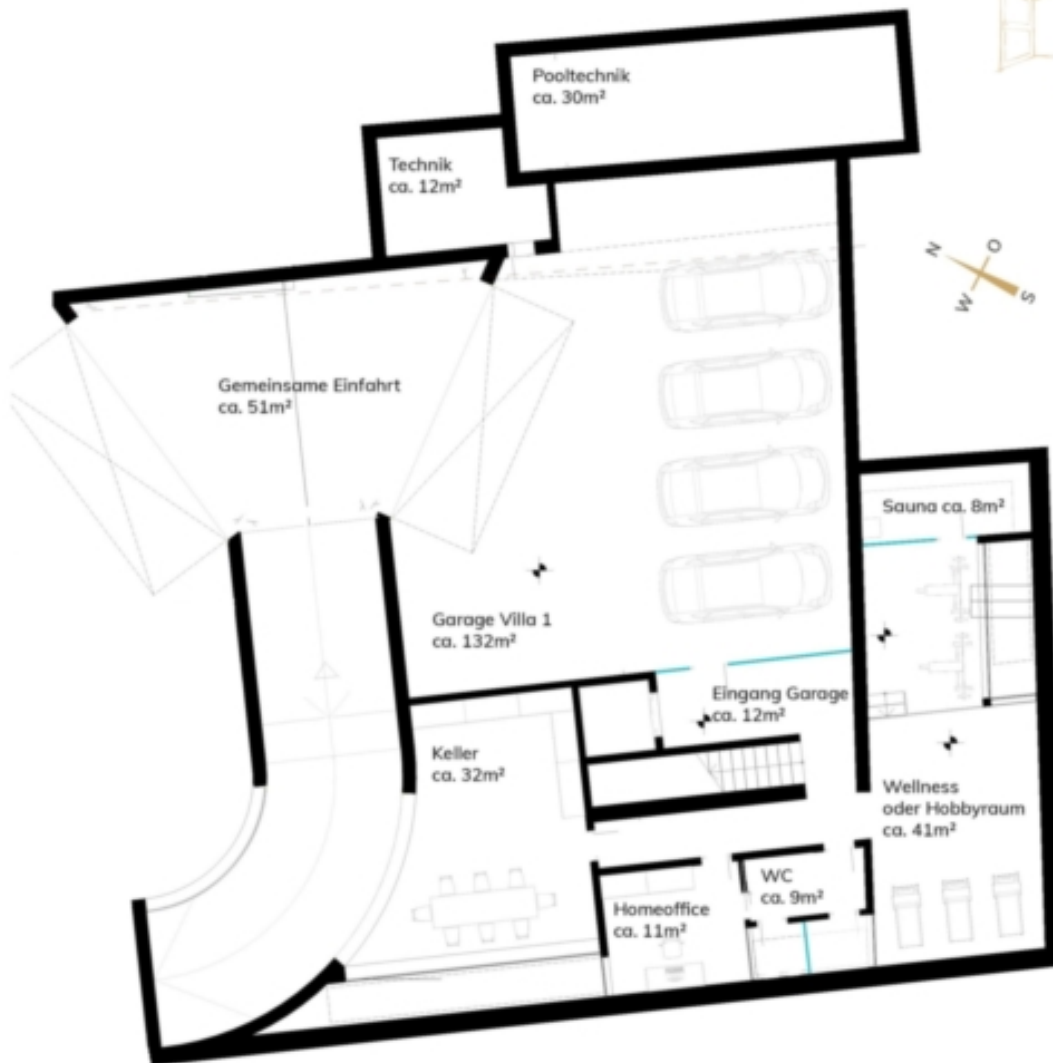 Pooltechnik
ca. 30m²
Technik
ca. 12m²
N
O
W
S
Gemeinsame Einfahrt
ca. 51m²
Sauna ca. 8m²
Garage Villa 1
ca. 132m²
Eingang Garage
ca. 12m²
Keller
ca. 32m²
Wellness
oder Hobbyraum
ca. 41m²
WC
ca. 9m²
Homeoffice
ca. 11m²